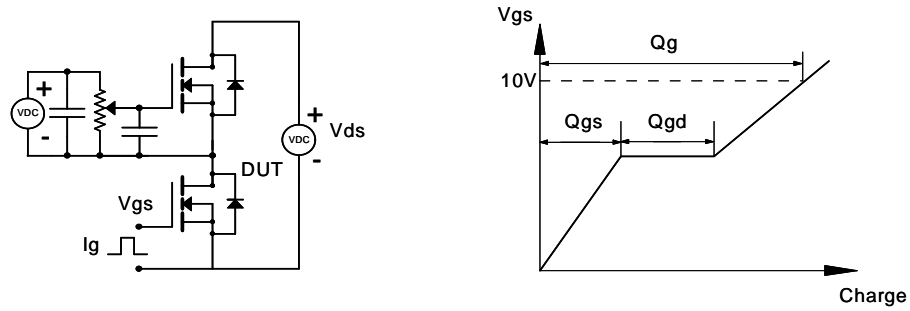 +
VDC
-
+
VDC
-
Vds
DUT
Vgs
Ig
Vgs
Qg
10V
Qgs
Qgd
Charge